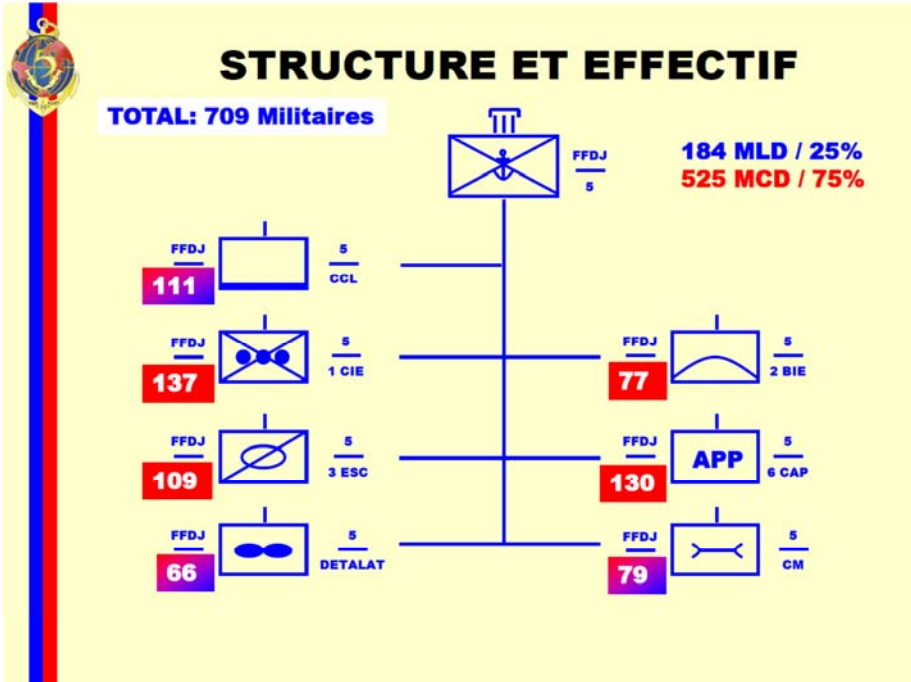 STRUCTURE ET EFFECTIF
TOTAL: 709 Militaires
FFDJ
5
184 MLD / 25%
525 MCD / 75%
FFDJ
111
5
CCL
FFDJ
137
5
1 CIE
FFDJ
77
5
2 BIE
FFDJ
109
5
3 ESC
FFDJ
130
APP
5
6 CAP
FFDJ
66
5
DETALAT
FFDJ
79
5
CM
5